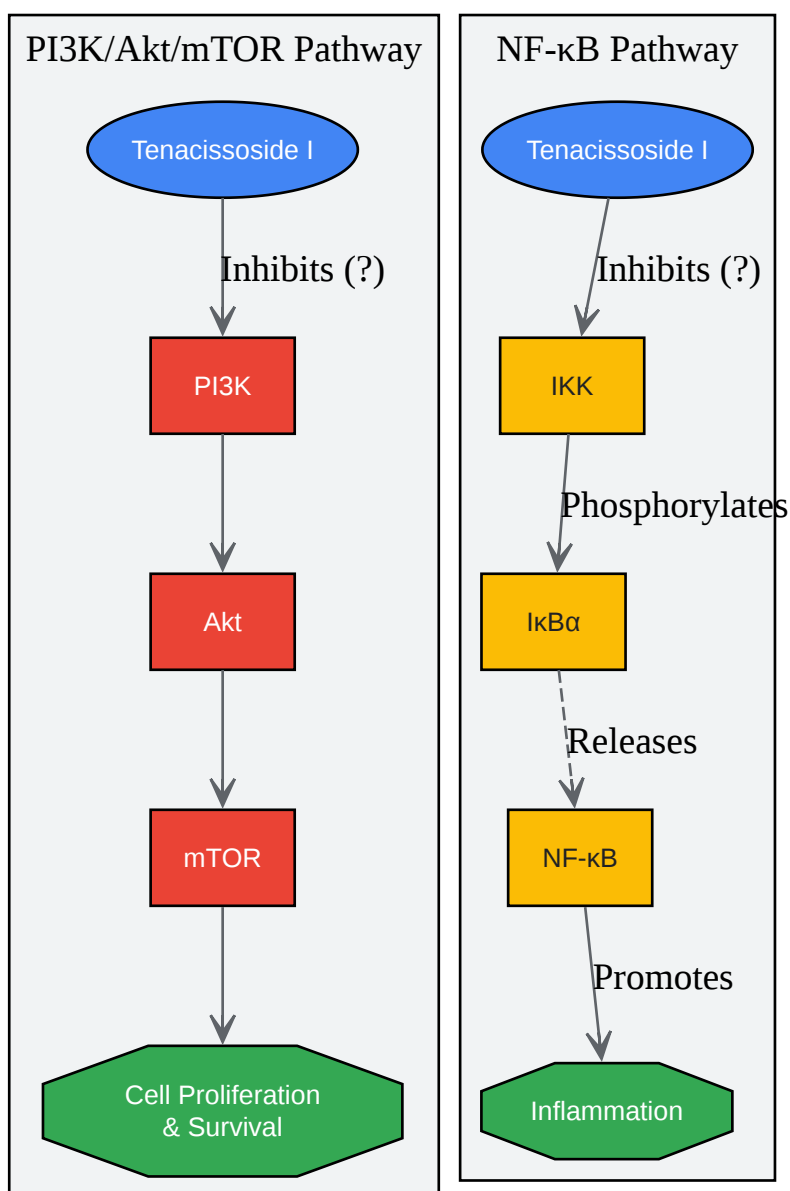 PI3K/Akt/mTOR Pathway
Tenacissoside I
Inhibits (?)
PI3K
Akt
mTOR
Cell Proliferation
& Survival
NF-κB Pathway
Tenacissoside I
Inhibits (?)
IKK
Phosphorylates
IκBα
Releases
NF-κB
Promotes
Inflammation